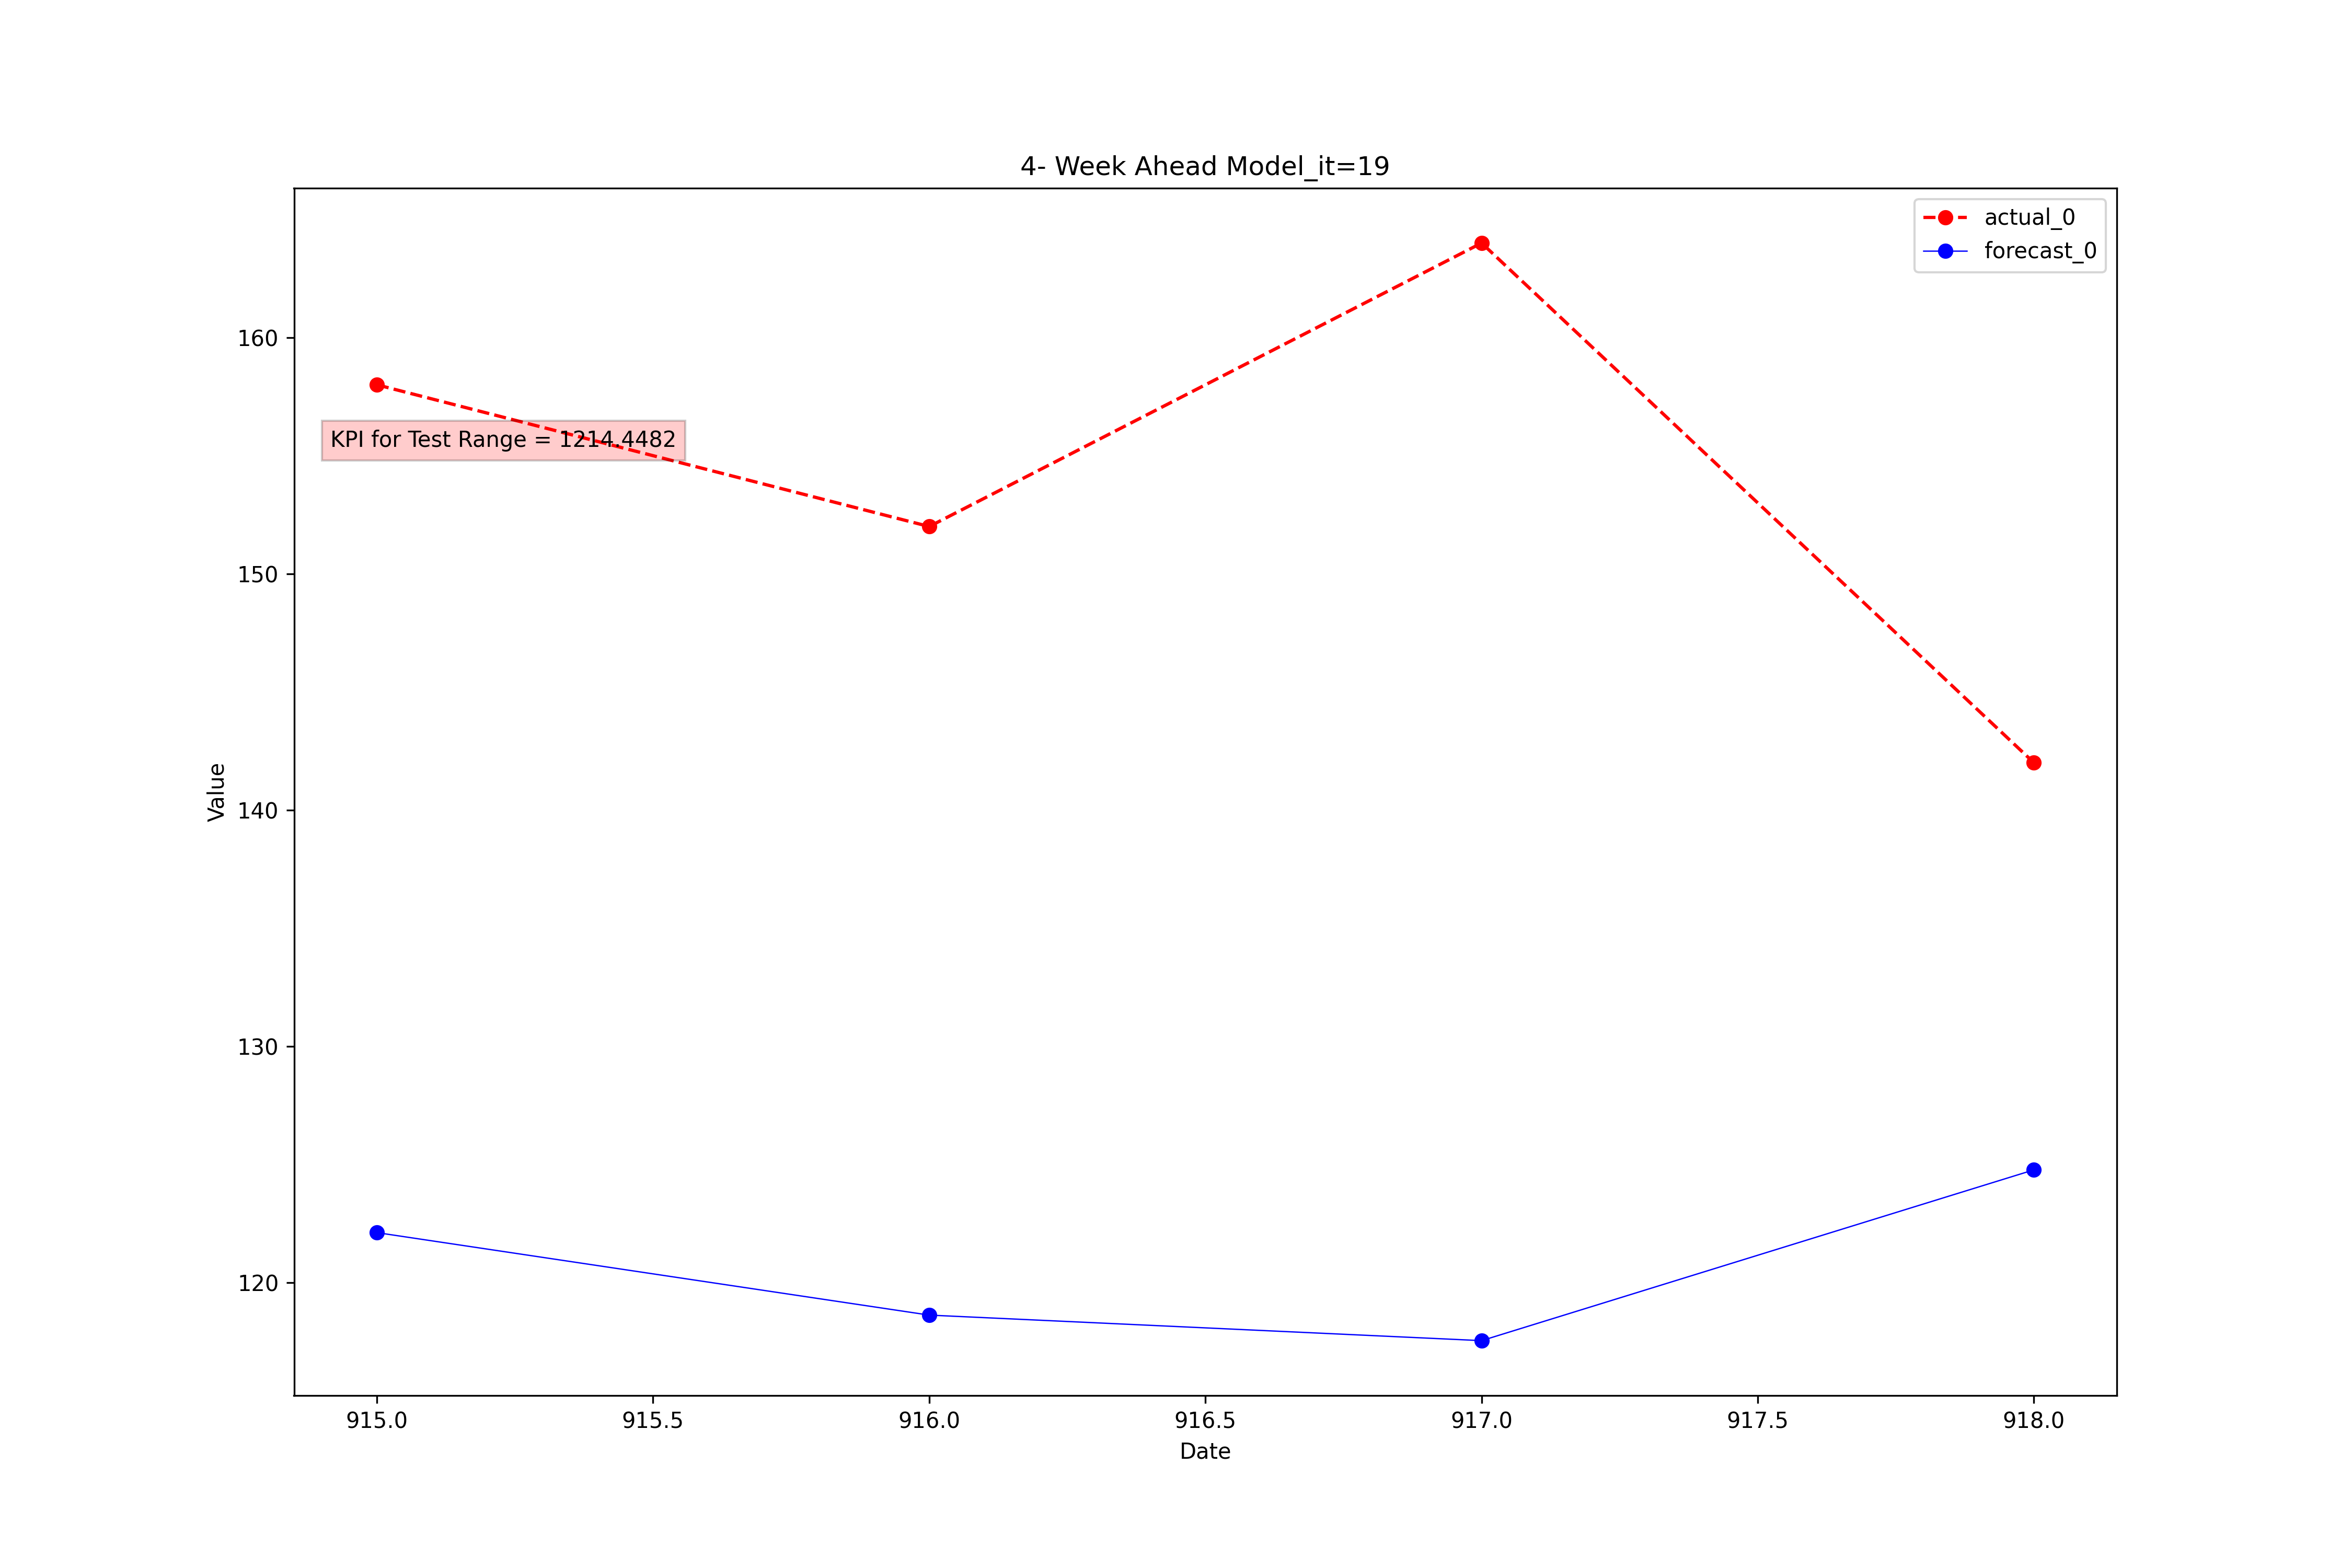 4- Week Ahead Model_it=19
actual_0
forecast_0
KPI for Test Range = 1214.4482
Value
160
150
140
130
120
915.0 915.5 916.0 916.5 917.0 917.5 918.0
Date